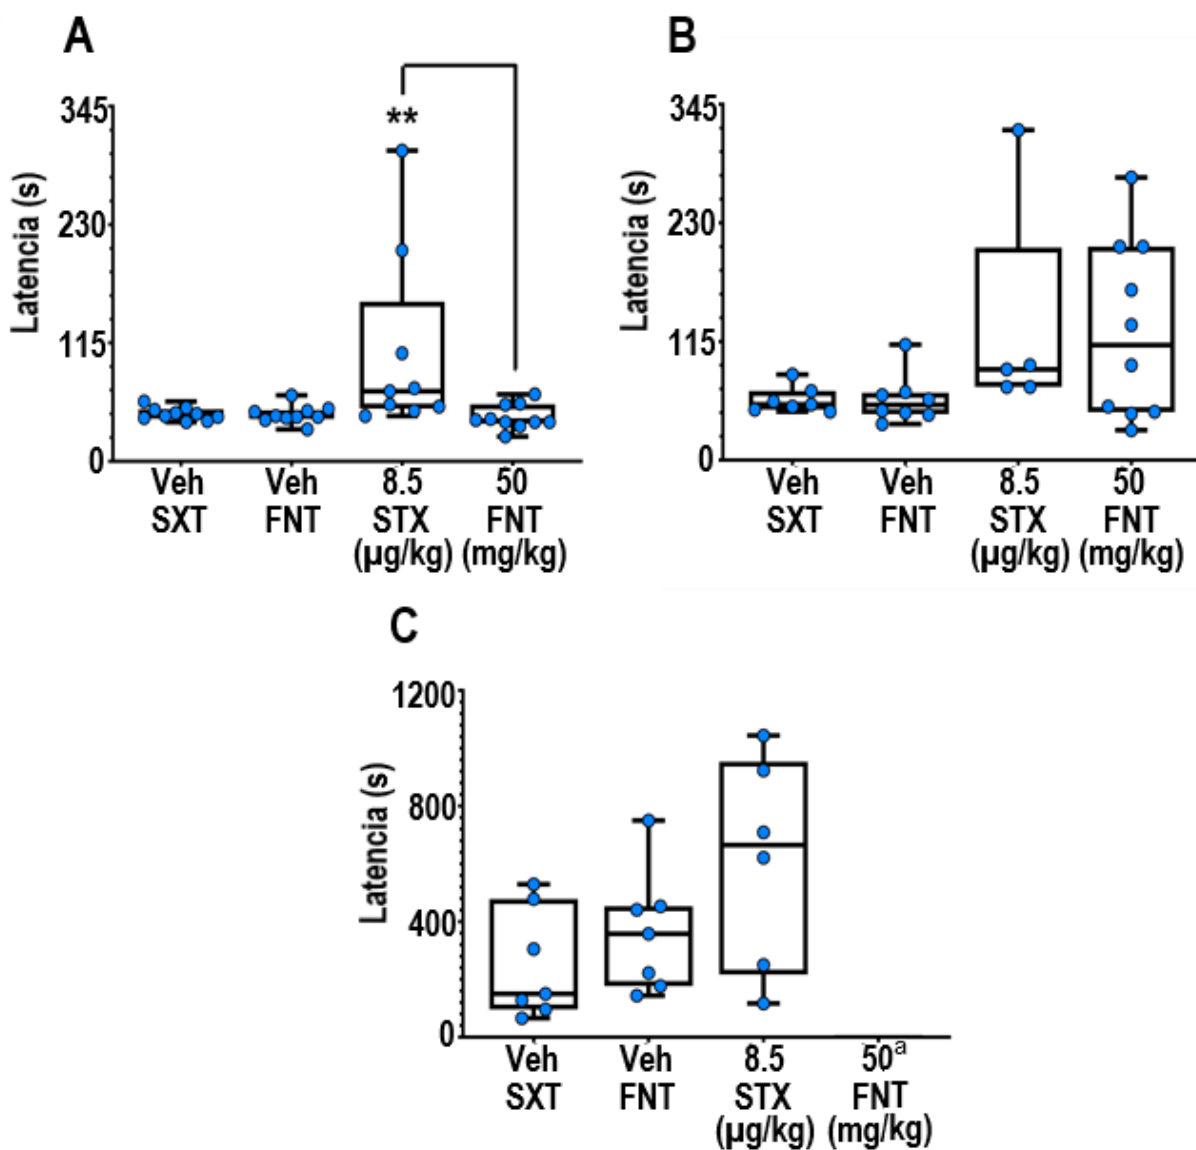 A
345
**
230
115
0
Latencia (s)
Veh Veh 8.5 50
SXT FNT STX FNT
(µg/kg) (mg/kg)
B
345
230
115
0
Latencia (s)
Veh Veh 8.5 50
SXT FNT STX FNT
(µg/kg) (mg/kg)
C
1200
800
400
0
Latencia (s)
Veh Veh 8.5 50ª
SXT FNT STX FNT
(µg/kg) (mg/kg)